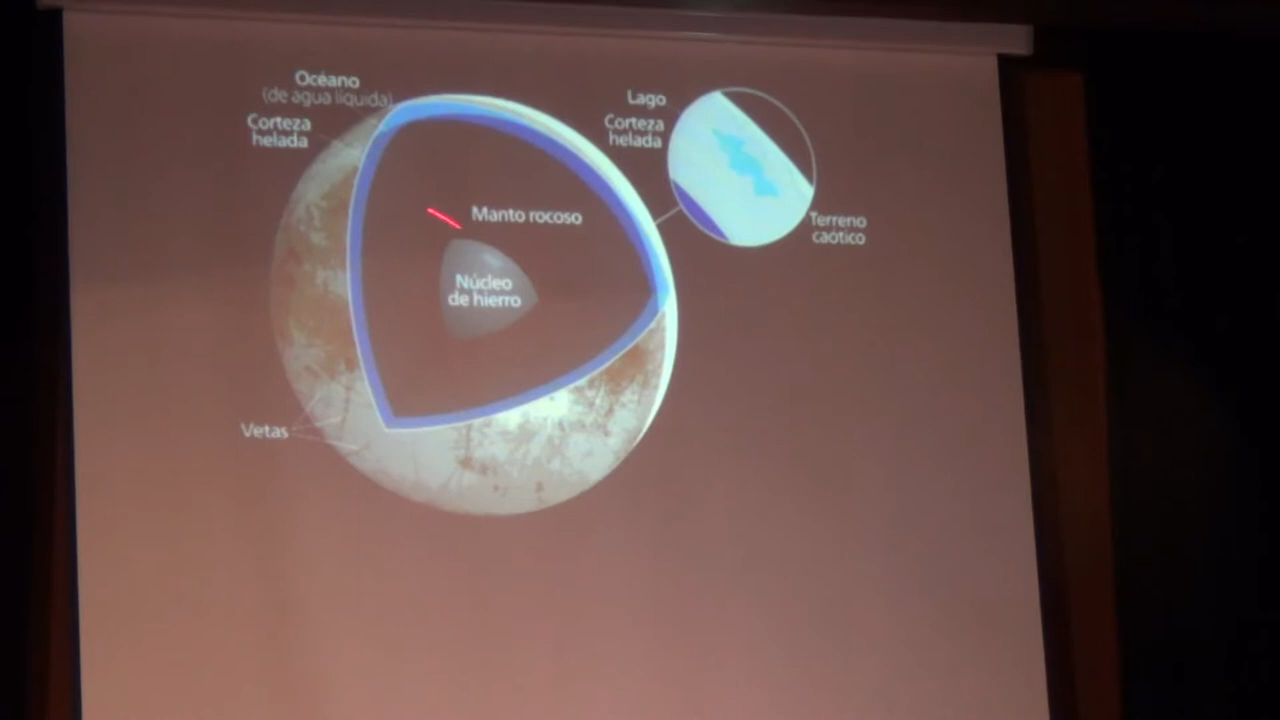 Océano
(de agua líquida)
Corteza
helada
Manto rocoso
Núcleo
de hierro
Vetas
Lago
Corteza
helada
Terreno
caótico